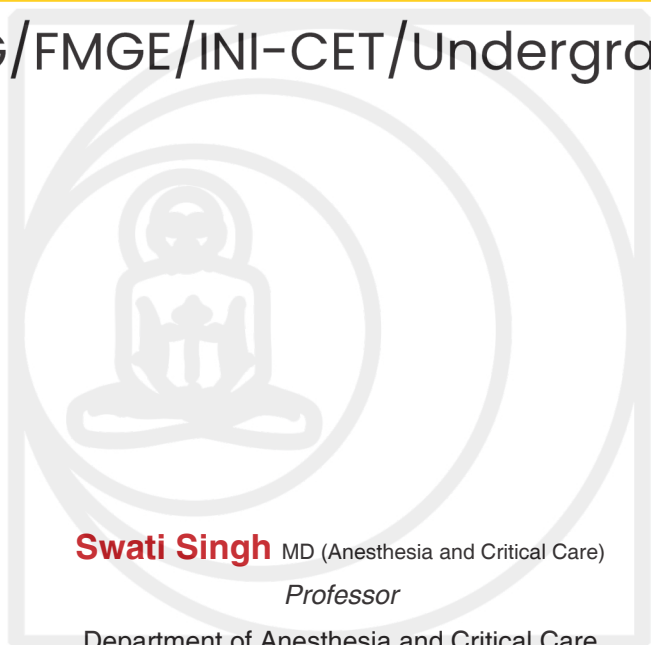 /FMGE/INI-CET/Undergra
Swati Singh MD (Anesthesia and Critical Care)
Professor
Department of Anesthesia and Critical Care